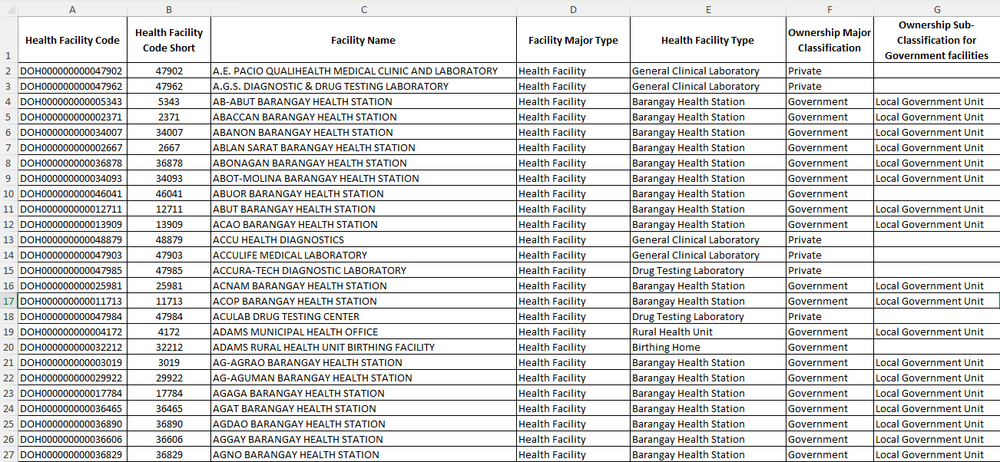 A B C D E F G
1 Health Facility Code Health Facility Code Short Facility Name Facility Major Type Health Facility Type Ownership Major Classification Ownership Sub-Classification for Government facilities
2 DOH000000000047902 47902 A.E. PACIO QUALIHEALTH MEDICAL CLINIC AND LABORATORY Health Facility General Clinical Laboratory Private
3 DOH000000000047962 47962 A.G.S. DIAGNOSTIC & DRUG TESTING LABORATORY Health Facility General Clinical Laboratory Private
4 DOH000000000005343 5343 AB-ABUT BARANGAY HEALTH STATION Health Facility Barangay Health Station Government Local Government Unit
5 DOH000000000002371 2371 ABACCAN BARANGAY HEALTH STATION Health Facility Barangay Health Station Government Local Government Unit
6 DOH000000000034007 34007 ABANON BARANGAY HEALTH STATION Health Facility Barangay Health Station Government Local Government Unit
7 DOH000000000002667 2667 ABLAN SARAT BARANGAY HEALTH STATION Health Facility Barangay Health Station Government Local Government Unit
8 DOH000000000036878 36878 ABONAGAN BARANGAY HEALTH STATION Health Facility Barangay Health Station Government Local Government Unit
9 DOH000000000034093 34093 ABOT-MOLINA BARANGAY HEALTH STATION Health Facility Barangay Health Station Government Local Government Unit
10 DOH000000000046041 46041 ABUOR BARANGAY HEALTH STATION Health Facility Barangay Health Station Government
11 DOH000000000012711 12711 ABUT BARANGAY HEALTH STATION Health Facility Barangay Health Station Government Local Government Unit
12 DOH000000000013909 13909 ACAO BARANGAY HEALTH STATION Health Facility Barangay Health Station Government Local Government Unit
13 DOH000000000048879 48879 ACCU HEALTH DIAGNOSTICS Health Facility General Clinical Laboratory Private
14 DOH000000000047903 47903 ACCULIFE MEDICAL LABORATORY Health Facility General Clinical Laboratory Private
15 DOH000000000047985 47985 ACCURA-TECH DIAGNOSTIC LABORATORY Health Facility Drug Testing Laboratory Private
16 DOH000000000025981 25981 ACNAM BARANGAY HEALTH STATION Health Facility Barangay Health Station Government Local Government Unit
17 DOH000000000011713 11713 ACOP BARANGAY HEALTH STATION Health Facility Barangay Health Station Government Local Government Unit
18 DOH000000000047984 47984 ACULAB DRUG TESTING CENTER Health Facility Drug Testing Laboratory Private
19 DOH000000000004172 4172 ADAMS MUNICIPAL HEALTH OFFICE Health Facility Rural Health Unit Government Local Government Unit
20 DOH000000000032212 32212 ADAMS RURAL HEALTH UNIT BIRTHING FACILITY Health Facility Birthing Home Government
21 DOH000000000003019 3019 AG-AGRAO BARANGAY HEALTH STATION Health Facility Barangay Health Station Government Local Government Unit
22 DOH000000000029922 29922 AG-AGUMAN BARANGAY HEALTH STATION Health Facility Barangay Health Station Government Local Government Unit
23 DOH000000000017784 17784 AGAGA BARANGAY HEALTH STATION Health Facility Barangay Health Station Government Local Government Unit
24 DOH000000000036465 36465 AGAT BARANGAY HEALTH STATION Health Facility Barangay Health Station Government Local Government Unit
25 DOH000000000036890 36890 AGDAO BARANGAY HEALTH STATION Health Facility Barangay Health Station Government Local Government Unit
26 DOH000000000036606 36606 AGGAY BARANGAY HEALTH STATION Health Facility Barangay Health Station Government Local Government Unit
27 DOH000000000036829 36829 AGNO BARANGAY HEALTH STATION Health Facility Barangay Health Station Government Local Government Unit